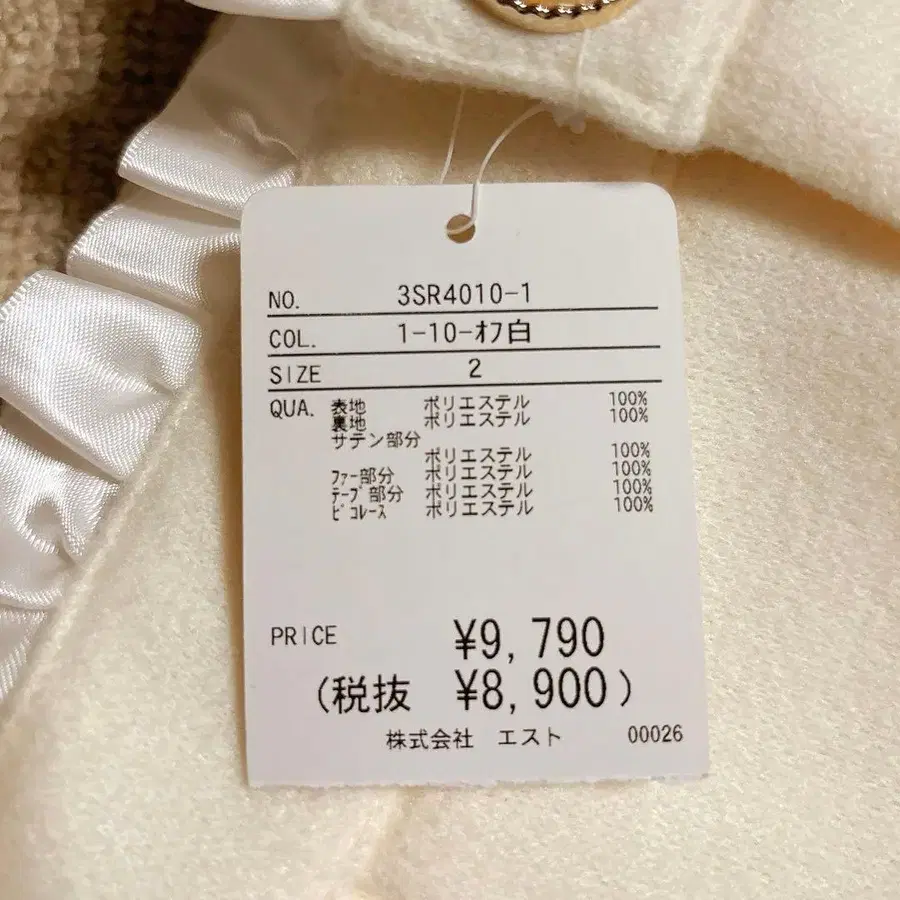 NO. 3SR4010-1
COL. 1-10-ｵﾌ白
SIZE 2
QUA. 表地 ポリエステル 100%
裏地 ポリエステル 100%
サテン部分
ポリエステル 100%
ﾌｧｰ部分 ポリエステル 100%
ﾃｰﾌﾟ部分 ポリエステル 100%
ﾋﾟｺﾚｰｽ ポリエステル 100%
PRICE ¥9,790
(税抜 ¥8,900)
株式会社 エスト 00026